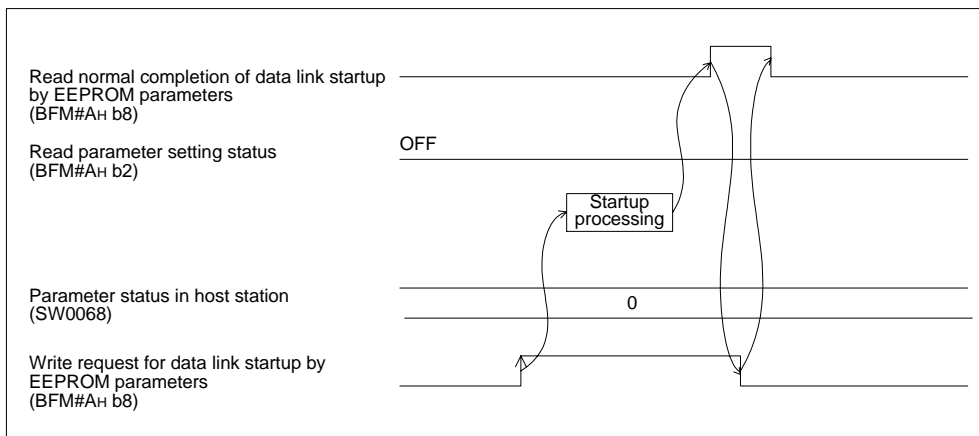 Read normal completion of data link startup
by EEPROM parameters
(BFM#AH b8)
OFF
Read parameter setting status
(BFM#AH b2)
Startup
processing
Parameter status in host station
(SW0068)
0
Write request for data link startup by
EEPROM parameters
(BFM#AH b8)